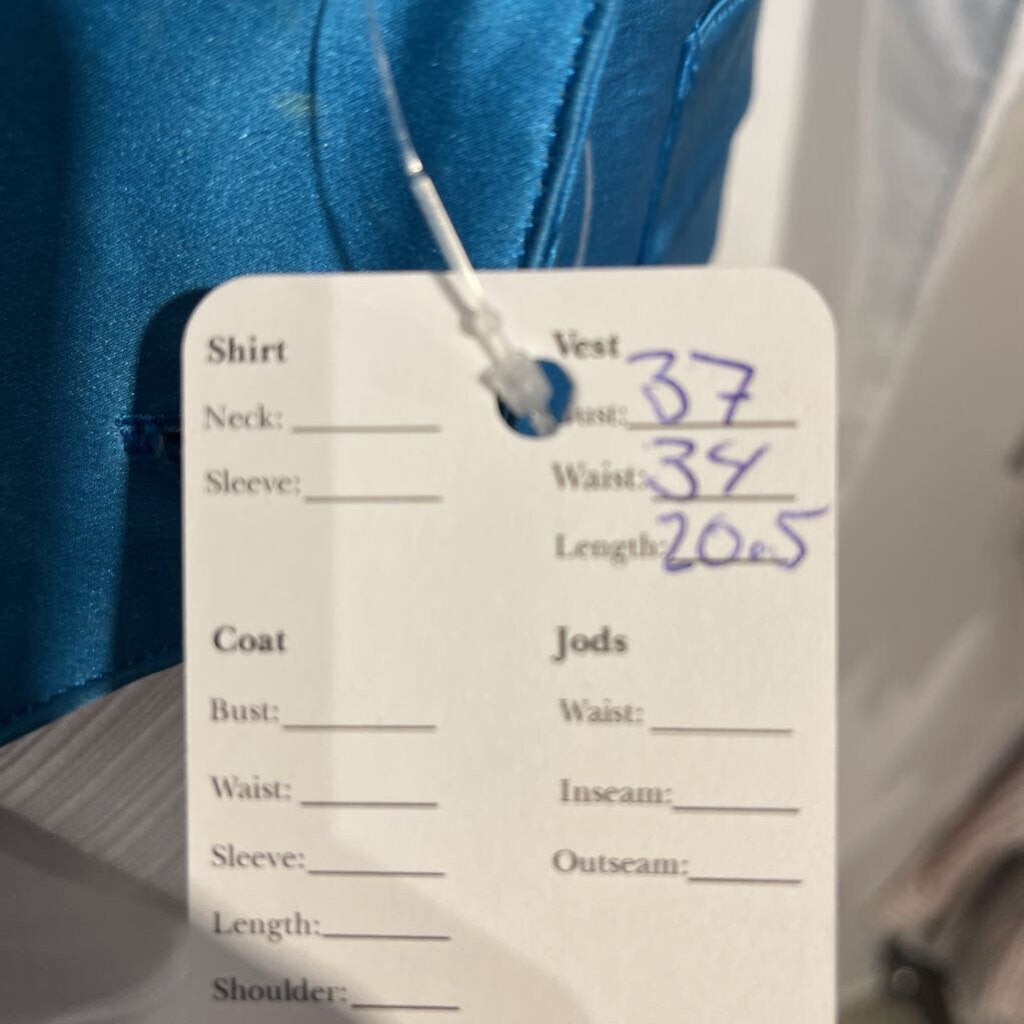 Shirt
Neck:
Sleeve:
Vest
Bust: 37
Waist: 34
Length: 20.5
Coat
Bust:
Waist:
Sleeve:
Length:
Shoulder:
Jods
Waist:
Inseam:
Outseam: